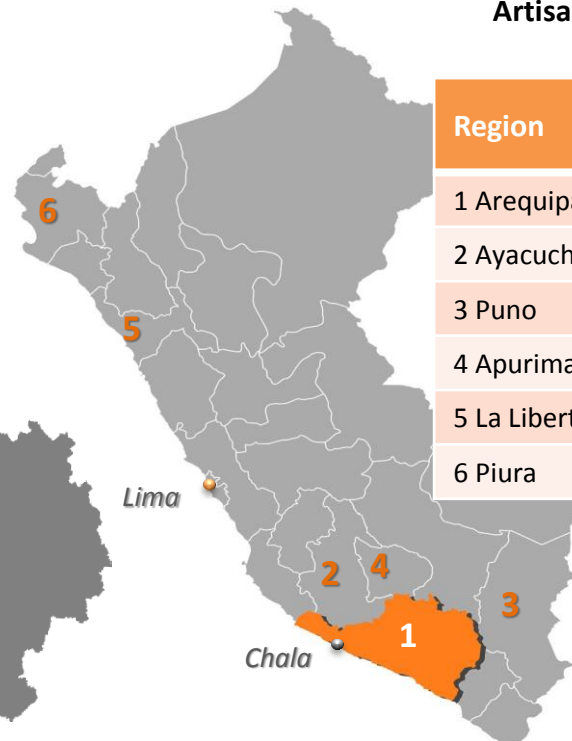 Artisa
Region
1 Arequipa
2 Ayacuch
3 Puno
4 Apurima
5 La Libert
6 Piura
6
5
Lima
2
4
3
1
Chala